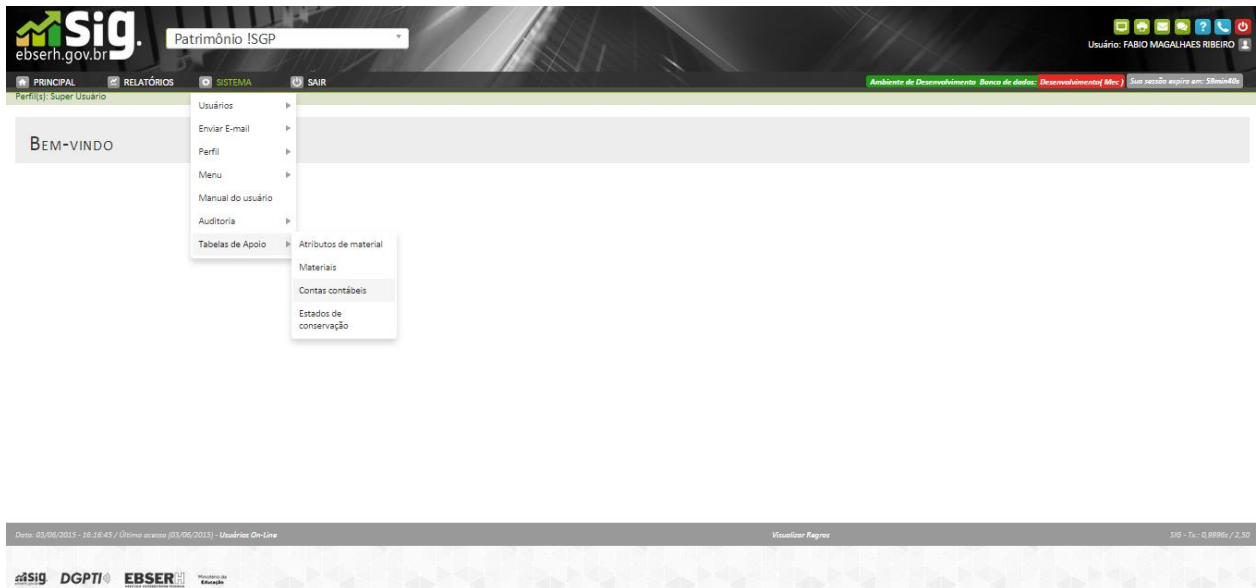 Sig.
ebserh.gov.br
Patrimônio !SGP
Usuário: FABIO MAGALHAES RIBEIRO
PRINCIPAL RELATÓRIOS SISTEMA SAIR
Ambiente de Desenvolvimento Banco de dados: Desenvolvimento( Mec ) Sua sessão expira em: 59min40s
Perfil(s): Super Usuário
BEM-VINDO
Usuários
Enviar E-mail
Perfil
Menu
Manual do usuário
Auditoria
Tabelas de Apoio
Atributos de material
Materiais
Contas contábeis
Estados de
conservação
Data: 03/06/2015 - 16:16:45 / Último acesso (03/06/2015) - Usuários On-Line
Visualizar Regras
SIG - Tx.: 0,9896s / 2,50
Sig DGPTI EBSERH Ministério da
Educação